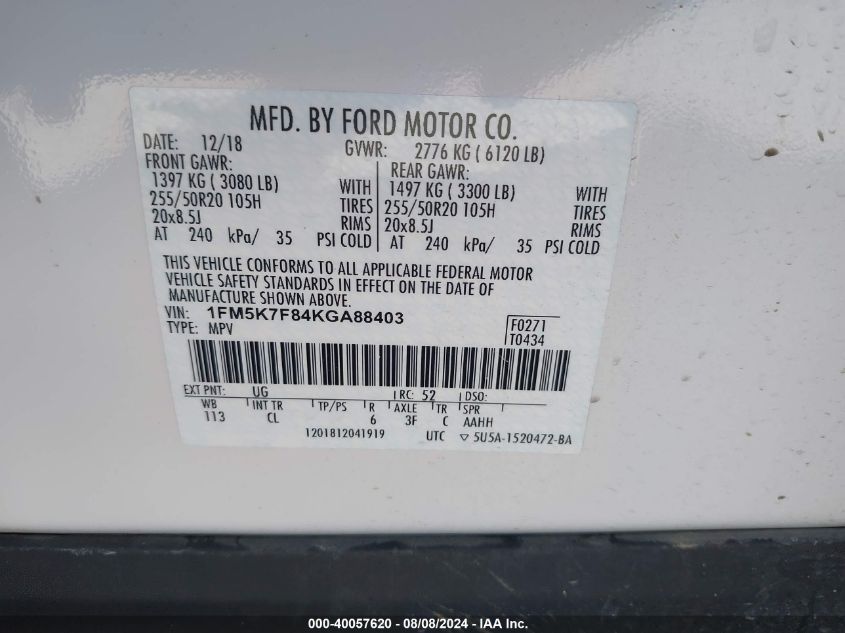 MFD. BY FORD MOTOR CO.
DATE: 12/18 GVWR: 2776 KG ( 6120 LB)
FRONT GAWR: REAR GAWR:
1397 KG ( 3080 LB) WITH 1497 KG ( 3300 LB) WITH
255/50R20 105H TIRES 255/50R20 105H TIRES
20x8.5J RIMS 20x8.5J RIMS
AT 240 kPa/ 35 PSI COLD AT 240 kPa/ 35 PSI COLD
THIS VEHICLE CONFORMS TO ALL APPLICABLE FEDERAL MOTOR
VEHICLE SAFETY STANDARDS IN EFFECT ON THE DATE OF
MANUFACTURE SHOWN ABOVE.
VIN: 1FM5K7F84KGA88403 F0271
TYPE: MPV T0434
EXT PNT: UG RC: 52 DSO:
WB INT TR TP/PS R AXLE TR SPR
113 CL 6 3F C AAHH
1201812041919 UTC ▽ 5U5A-1520472-BA
000-40057620 - 08/08/2024 - IAA Inc.